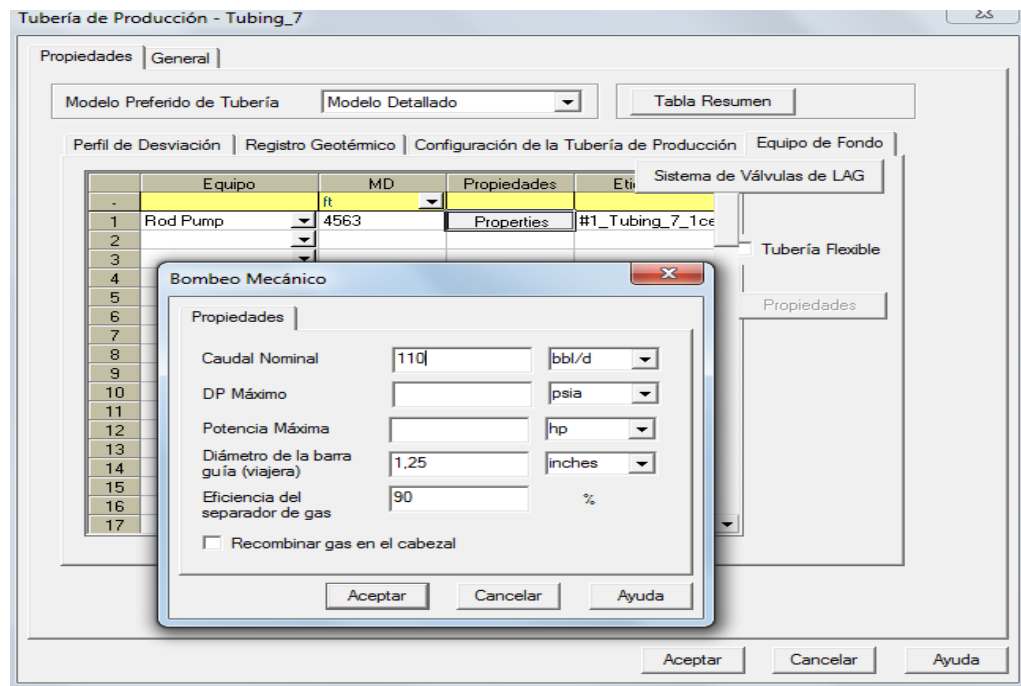 Tubería de Producción - Tubing_7
Propiedades
General
Modelo Preferido de Tubería
Modelo Detallado
Tabla Resumen
Perfil de Desviación
Registro Geotérmico
Configuración de la Tubería de Producción
Equipo de Fondo
Sistema de Válvulas de LAG
Equipo MD Propiedades Eti
- ft
1 Rod Pump 4563 Properties #1_Tubing_7_1ce
2
3
4
5
6
7
8
9
10
11
12
13
14
15
16
17
Tubería Flexible
Propiedades
Bombeo Mecánico
Propiedades
Caudal Nominal 110 bbl/d
DP Máximo psia
Potencia Máxima hp
Diámetro de la barra
guía (viajera) 1,25 inches
Eficiencia del
separador de gas 90 %
Recombinar gas en el cabezal
Aceptar Cancelar Ayuda
Aceptar Cancelar Ayuda